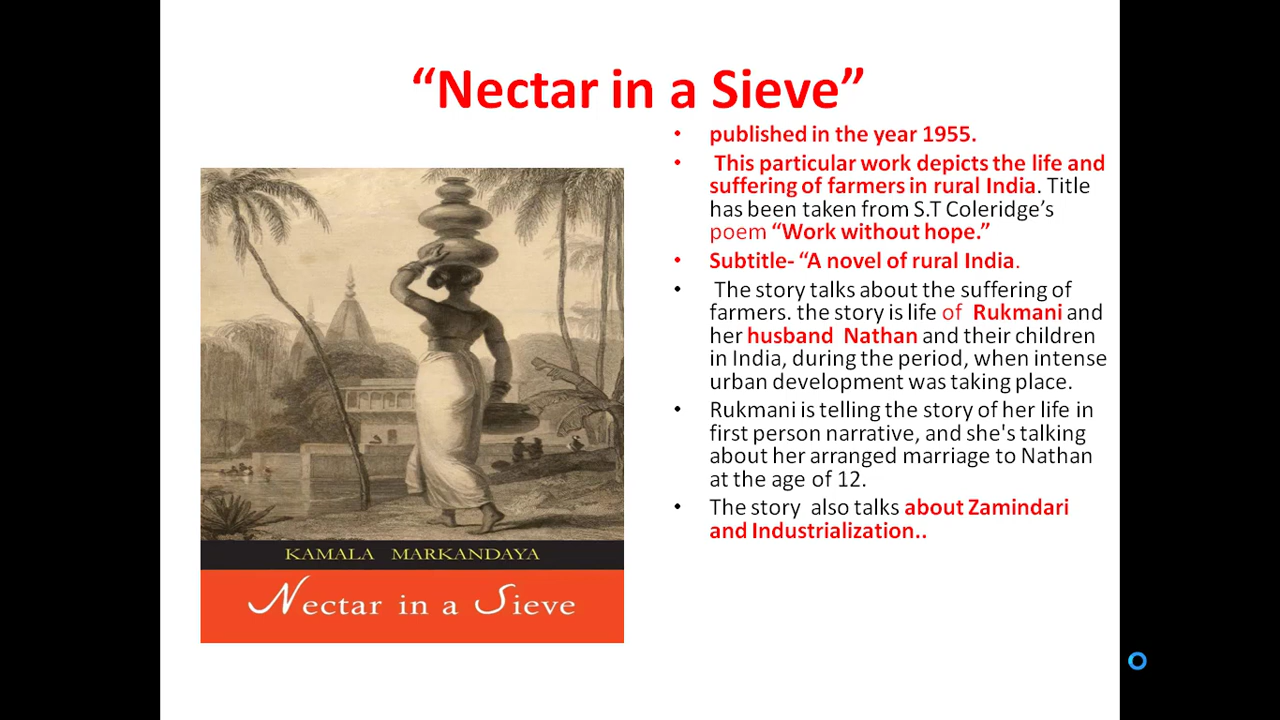 “Nectar in a Sieve”
• published in the year 1955.
• This particular work depicts the life and
suffering of farmers in rural India. Title
has been taken from S.T Coleridge’s
poem “Work without hope.”
• Subtitle- “A novel of rural India.
• The story talks about the suffering of
farmers. the story is life of Rukmani and
her husband Nathan and their children
in India, during the period, when intense
urban development was taking place.
• Rukmani is telling the story of her life in
first person narrative, and she's talking
about her arranged marriage to Nathan
at the age of 12.
• The story also talks about Zamindari
and Industrialization..
KAMALA MARKANDAYA
Nectar in a Sieve